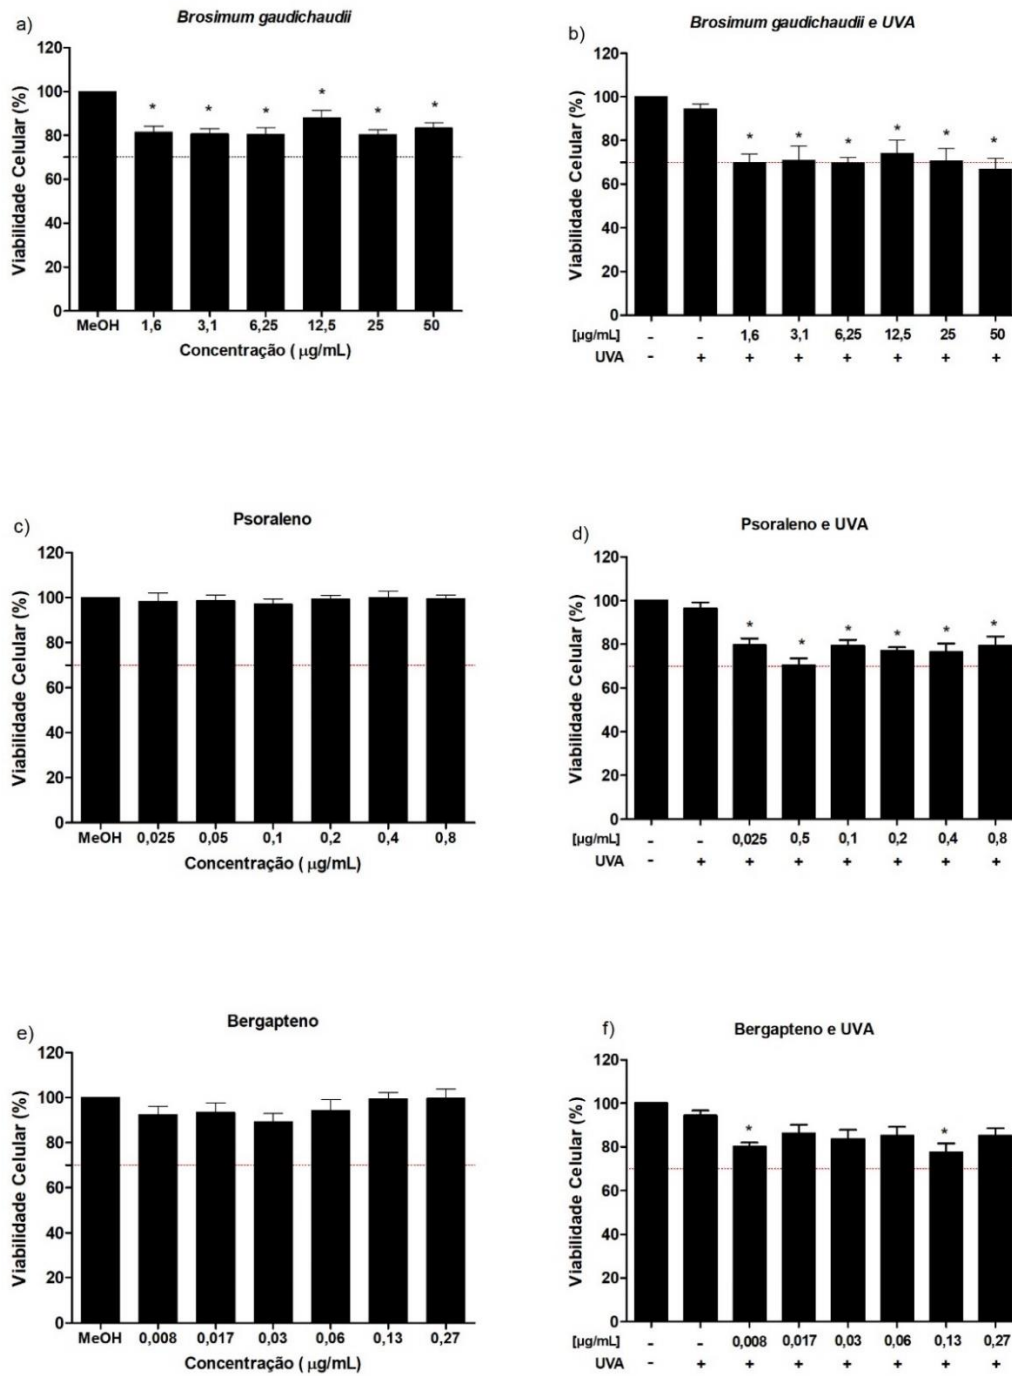 a)
Brosimum gaudichaudii
Viabilidade Celular (%)
120
100
80
60
40
20
0
* * * * * *
MeOH 1,6 3,1 6,25 12,5 25 50
Concentração ( µg/mL)
b)
Brosimum gaudichaudii e UVA
Viabilidade Celular (%)
120
100
80
60
40
20
0
* * * * * *
[µg/mL] - - 1,6 3,1 6,25 12,5 25 50
UVA - + + + + + + +
c)
Psoraleno
Viabilidade Celular (%)
120
100
80
60
40
20
0
MeOH 0,025 0,05 0,1 0,2 0,4 0,8
Concentração ( µg/mL)
d)
Psoraleno e UVA
Viabilidade Celular (%)
120
100
80
60
40
20
0
* * * * * *
[µg/mL] - - 0,025 0,5 0,1 0,2 0,4 0,8
UVA - + + + + + + +
e)
Bergapteno
Viabilidade Celular (%)
120
100
80
60
40
20
0
MeOH 0,008 0,017 0,03 0,06 0,13 0,27
Concentração ( µg/mL)
f)
Bergapteno e UVA
Viabilidade Celular (%)
120
100
80
60
40
20
0
* *
[µg/mL] - - 0,008 0,017 0,03 0,06 0,13 0,27
UVA - + + + + + + +